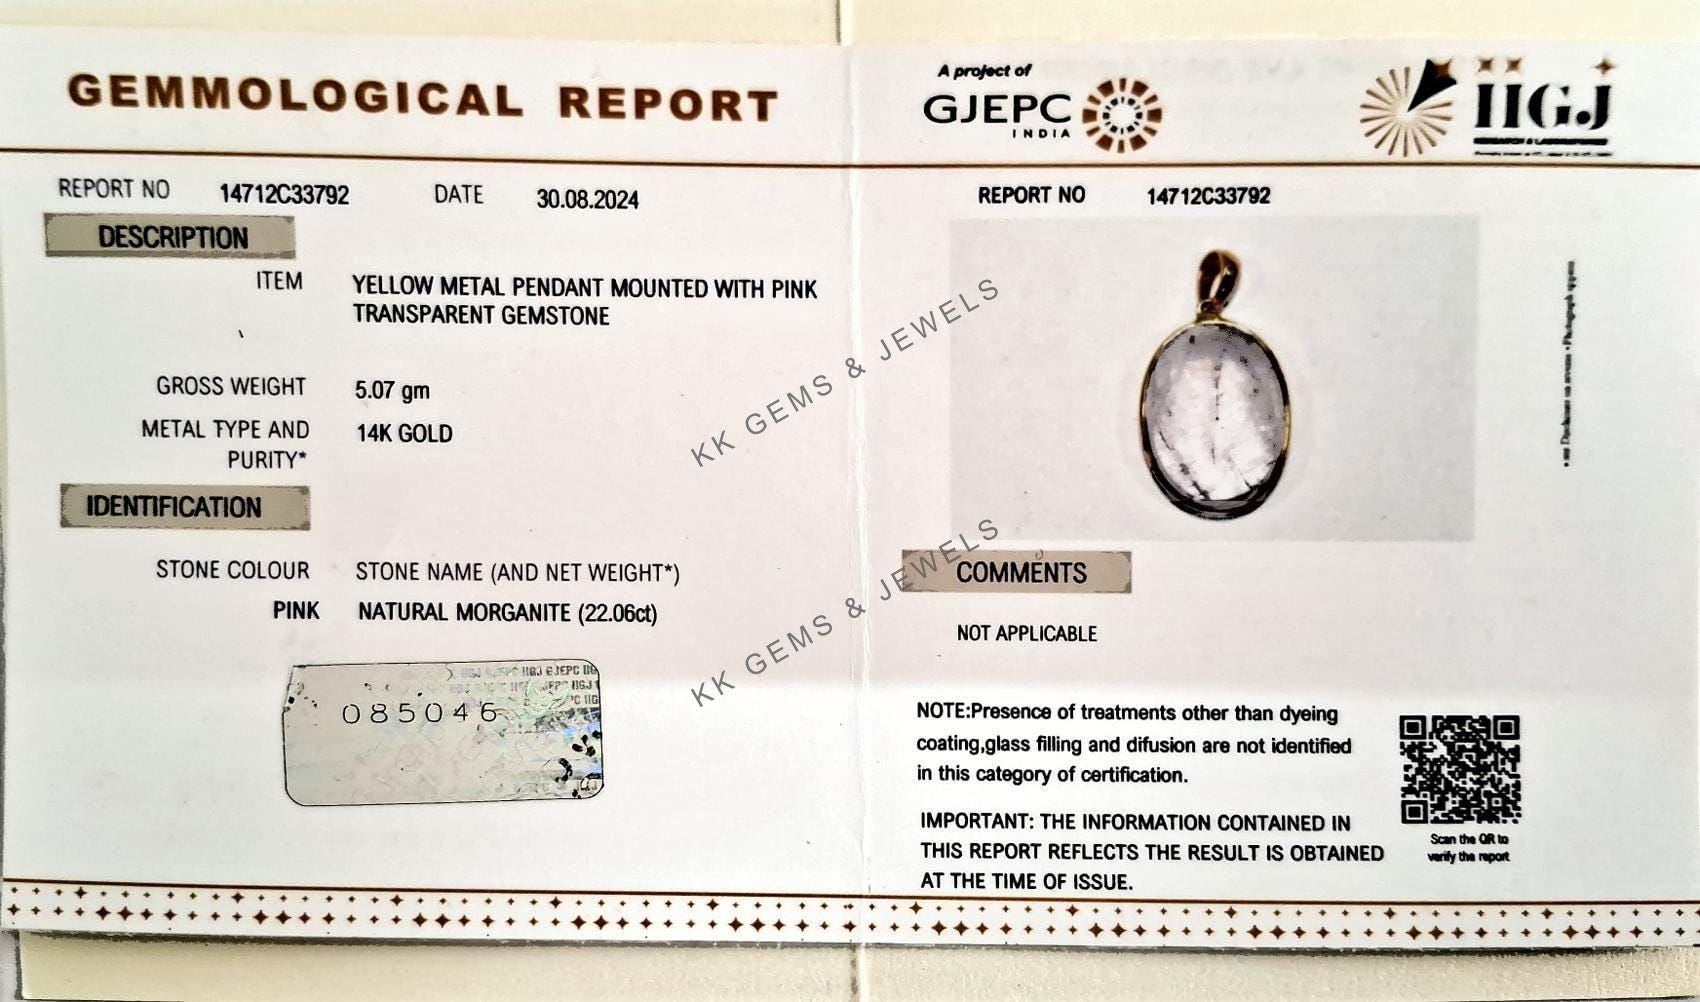 GEMMOLOGICAL REPORT
REPORT NO 14712C33792 DATE 30.08.2024
DESCRIPTION
ITEM YELLOW METAL PENDANT MOUNTED WITH PINK
TRANSPARENT GEMSTONE
GROSS WEIGHT 5.07 gm
METAL TYPE AND 14K GOLD
PURITY*
IDENTIFICATION
STONE COLOUR STONE NAME (AND NET WEIGHT*)
PINK NATURAL MORGANITE (22.06ct)
085046
A project of
GJEPC
INDIA
IIGJ
REPORT NO 14712C33792
COMMENTS
NOT APPLICABLE
NOTE:Presence of treatments other than dyeing
coating,glass filling and difusion are not identified
in this category of certification.
IMPORTANT: THE INFORMATION CONTAINED IN
THIS REPORT REFLECTS THE RESULT IS OBTAINED
AT THE TIME OF ISSUE.
Scan the QR to
verify the report
KK GEMS & JEWELS
KK GEMS & JEWELS